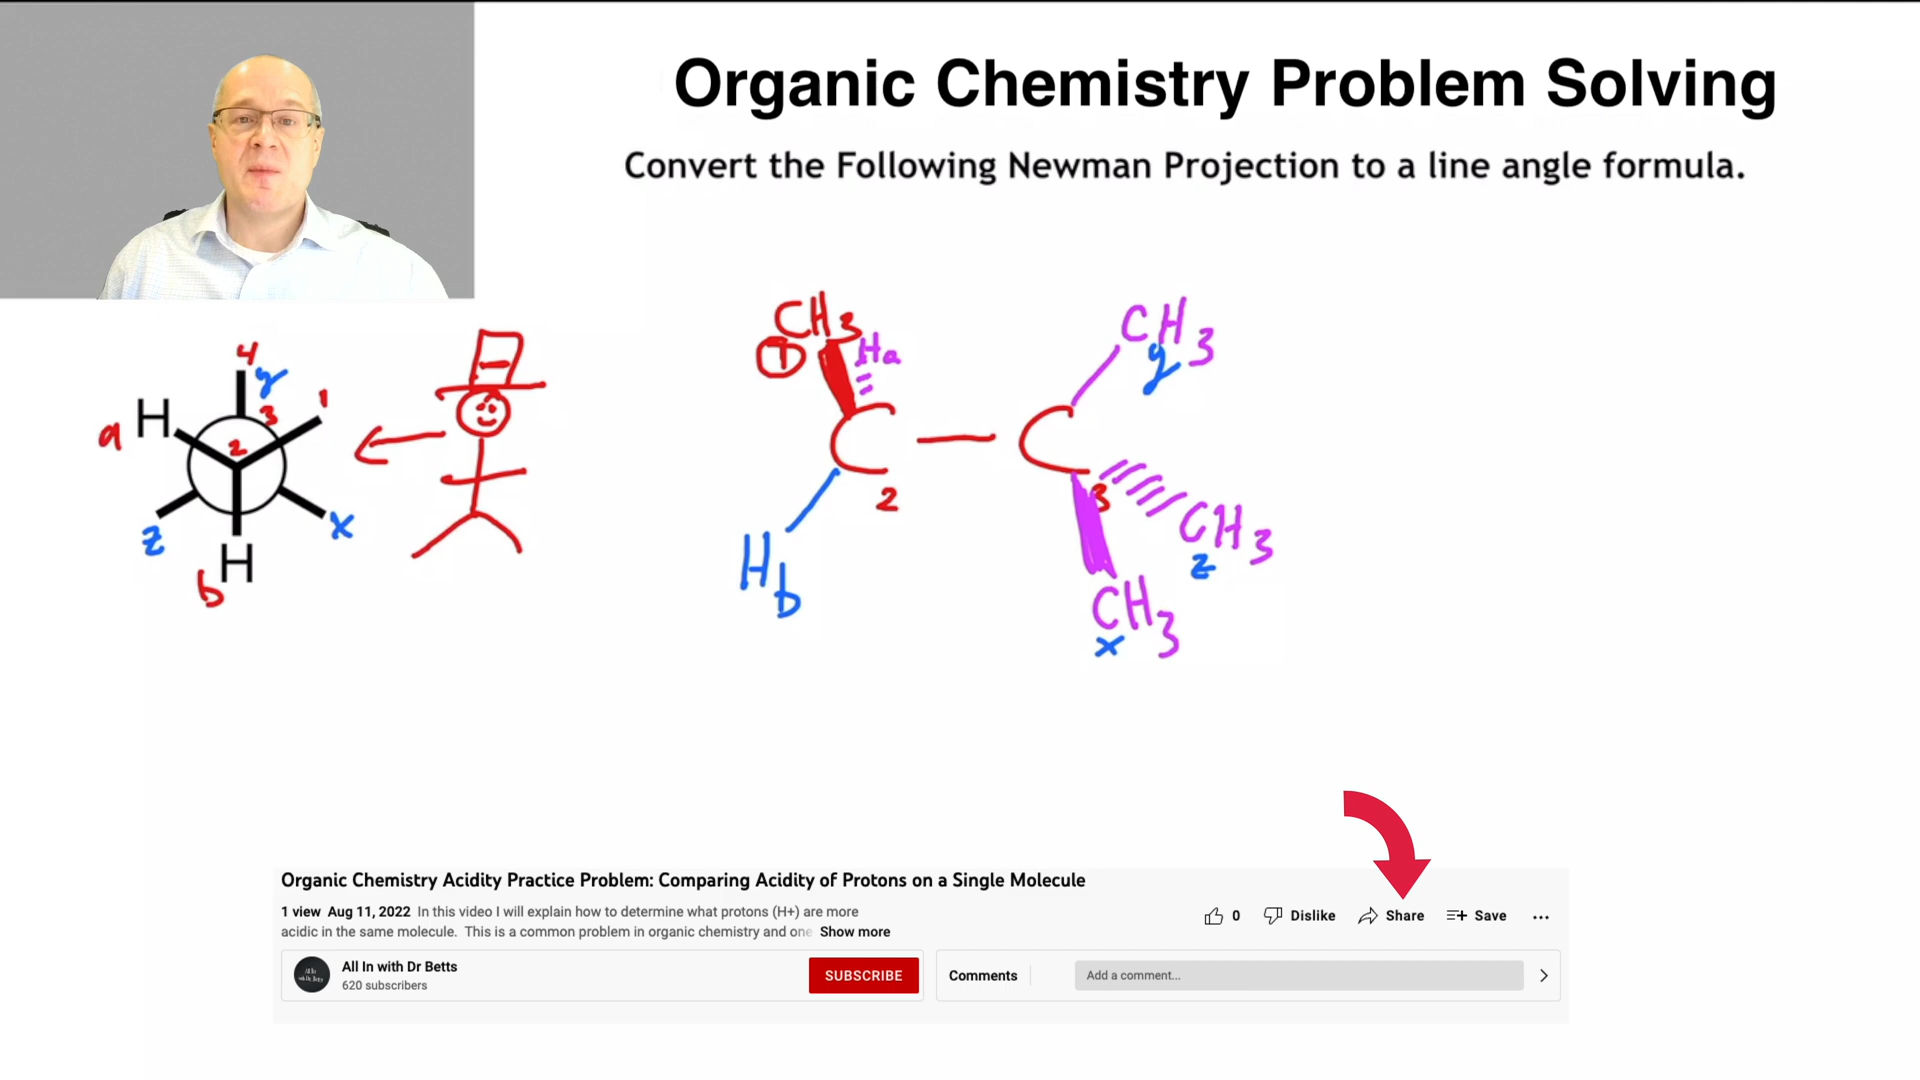 Organic Chemistry Problem Solving
Convert the Following Newman Projection to a line angle formula.
4
y
1
3
a H
2
z
x
b H
CH3
1
Ha
C
2
Hb
C
3
CH3
y
CH3
z
CH3
x
Organic Chemistry Acidity Practice Problem: Comparing Acidity of Protons on a Single Molecule
1 view Aug 11, 2022 In this video I will explain how to determine what protons (H+) are more
acidic in the same molecule. This is a common problem in organic chemistry and one Show more
0 Dislike Share Save ...
All In with Dr Betts
620 subscribers
SUBSCRIBE
Comments
Add a comment...